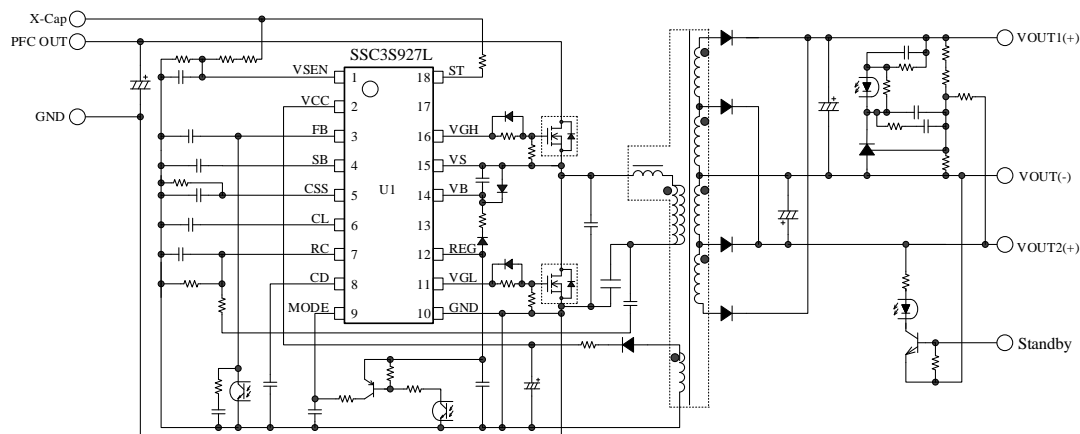 X-Cap
PFC OUT
GND
SSC3S927L
VSEN 1 18 ST
VCC 2 17
FB 3 16 VGH
SB 4 15 VS
CSS 5 U1 14 VB
CL 6 13
RC 7 12 REG
CD 8 11 VGL
MODE 9 10 GND
VOUT1(+)
VOUT(-)
VOUT2(+)
Standby